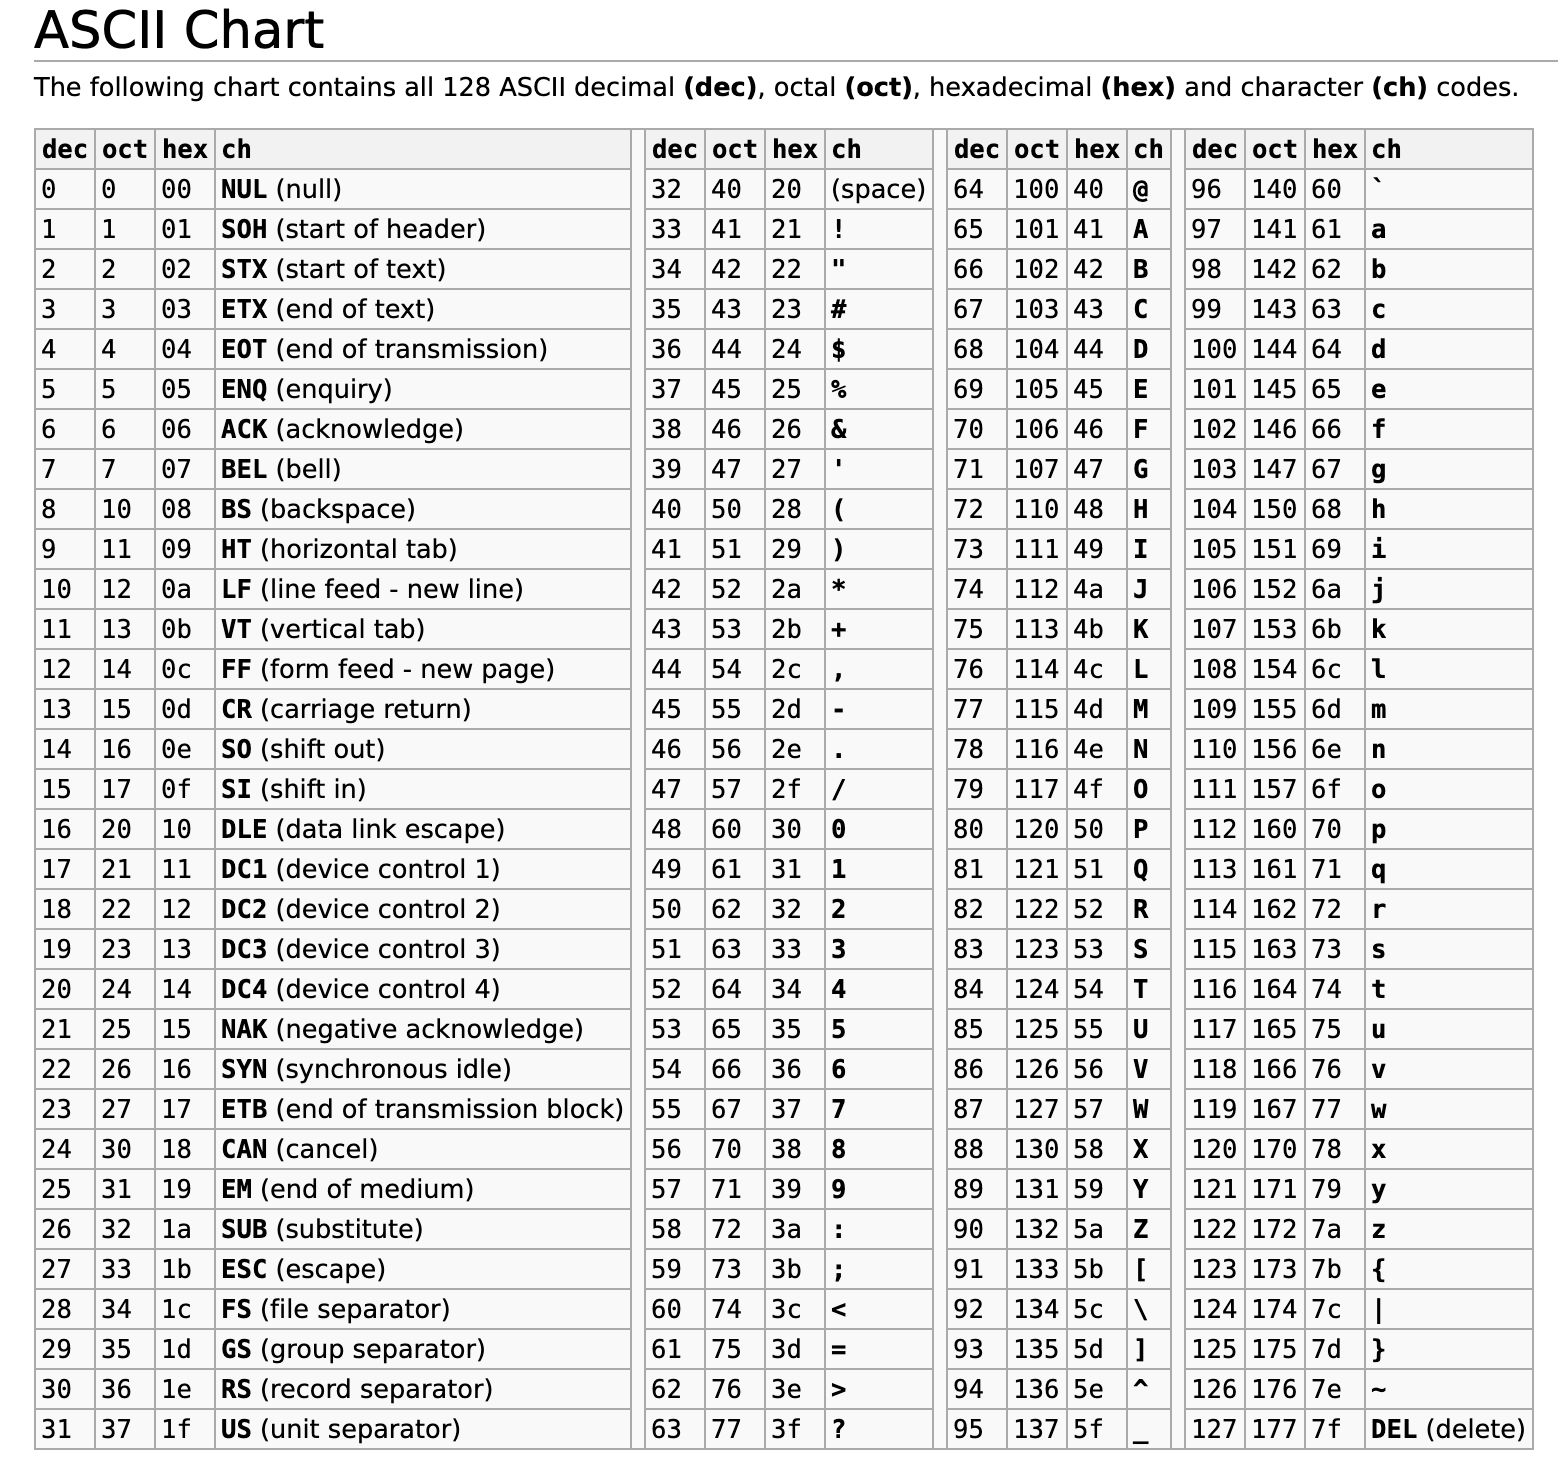 ASCII Chart
The following chart contains all 128 ASCII decimal (dec), octal (oct), hexadecimal (hex) and character (ch) codes.
dec oct hex ch dec oct hex ch dec oct hex ch dec oct hex ch
0 0 00 NUL (null) 32 40 20 (space) 64 100 40 @ 96 140 60 `
1 1 01 SOH (start of header) 33 41 21 ! 65 101 41 A 97 141 61 a
2 2 02 STX (start of text) 34 42 22 " 66 102 42 B 98 142 62 b
3 3 03 ETX (end of text) 35 43 23 # 67 103 43 C 99 143 63 c
4 4 04 EOT (end of transmission) 36 44 24 $ 68 104 44 D 100 144 64 d
5 5 05 ENQ (enquiry) 37 45 25 % 69 105 45 E 101 145 65 e
6 6 06 ACK (acknowledge) 38 46 26 & 70 106 46 F 102 146 66 f
7 7 07 BEL (bell) 39 47 27 ' 71 107 47 G 103 147 67 g
8 10 08 BS (backspace) 40 50 28 ( 72 110 48 H 104 150 68 h
9 11 09 HT (horizontal tab) 41 51 29 ) 73 111 49 I 105 151 69 i
10 12 0a LF (line feed - new line) 42 52 2a * 74 112 4a J 106 152 6a j
11 13 0b VT (vertical tab) 43 53 2b + 75 113 4b K 107 153 6b k
12 14 0c FF (form feed - new page) 44 54 2c , 76 114 4c L 108 154 6c l
13 15 0d CR (carriage return) 45 55 2d - 77 115 4d M 109 155 6d m
14 16 0e SO (shift out) 46 56 2e . 78 116 4e N 110 156 6e n
15 17 0f SI (shift in) 47 57 2f / 79 117 4f O 111 157 6f o
16 20 10 DLE (data link escape) 48 60 30 0 80 120 50 P 112 160 70 p
17 21 11 DC1 (device control 1) 49 61 31 1 81 121 51 Q 113 161 71 q
18 22 12 DC2 (device control 2) 50 62 32 2 82 122 52 R 114 162 72 r
19 23 13 DC3 (device control 3) 51 63 33 3 83 123 53 S 115 163 73 s
20 24 14 DC4 (device control 4) 52 64 34 4 84 124 54 T 116 164 74 t
21 25 15 NAK (negative acknowledge) 53 65 35 5 85 125 55 U 117 165 75 u
22 26 16 SYN (synchronous idle) 54 66 36 6 86 126 56 V 118 166 76 v
23 27 17 ETB (end of transmission block) 55 67 37 7 87 127 57 W 119 167 77 w
24 30 18 CAN (cancel) 56 70 38 8 88 130 58 X 120 170 78 x
25 31 19 EM (end of medium) 57 71 39 9 89 131 59 Y 121 171 79 y
26 32 1a SUB (substitute) 58 72 3a : 90 132 5a Z 122 172 7a z
27 33 1b ESC (escape) 59 73 3b ; 91 133 5b [ 123 173 7b {
28 34 1c FS (file separator) 60 74 3c < 92 134 5c \ 124 174 7c |
29 35 1d GS (group separator) 61 75 3d = 93 135 5d ] 125 175 7d }
30 36 1e RS (record separator) 62 76 3e > 94 136 5e ^ 126 176 7e ~
31 37 1f US (unit separator) 63 77 3f ? 95 137 5f _ 127 177 7f DEL (delete)